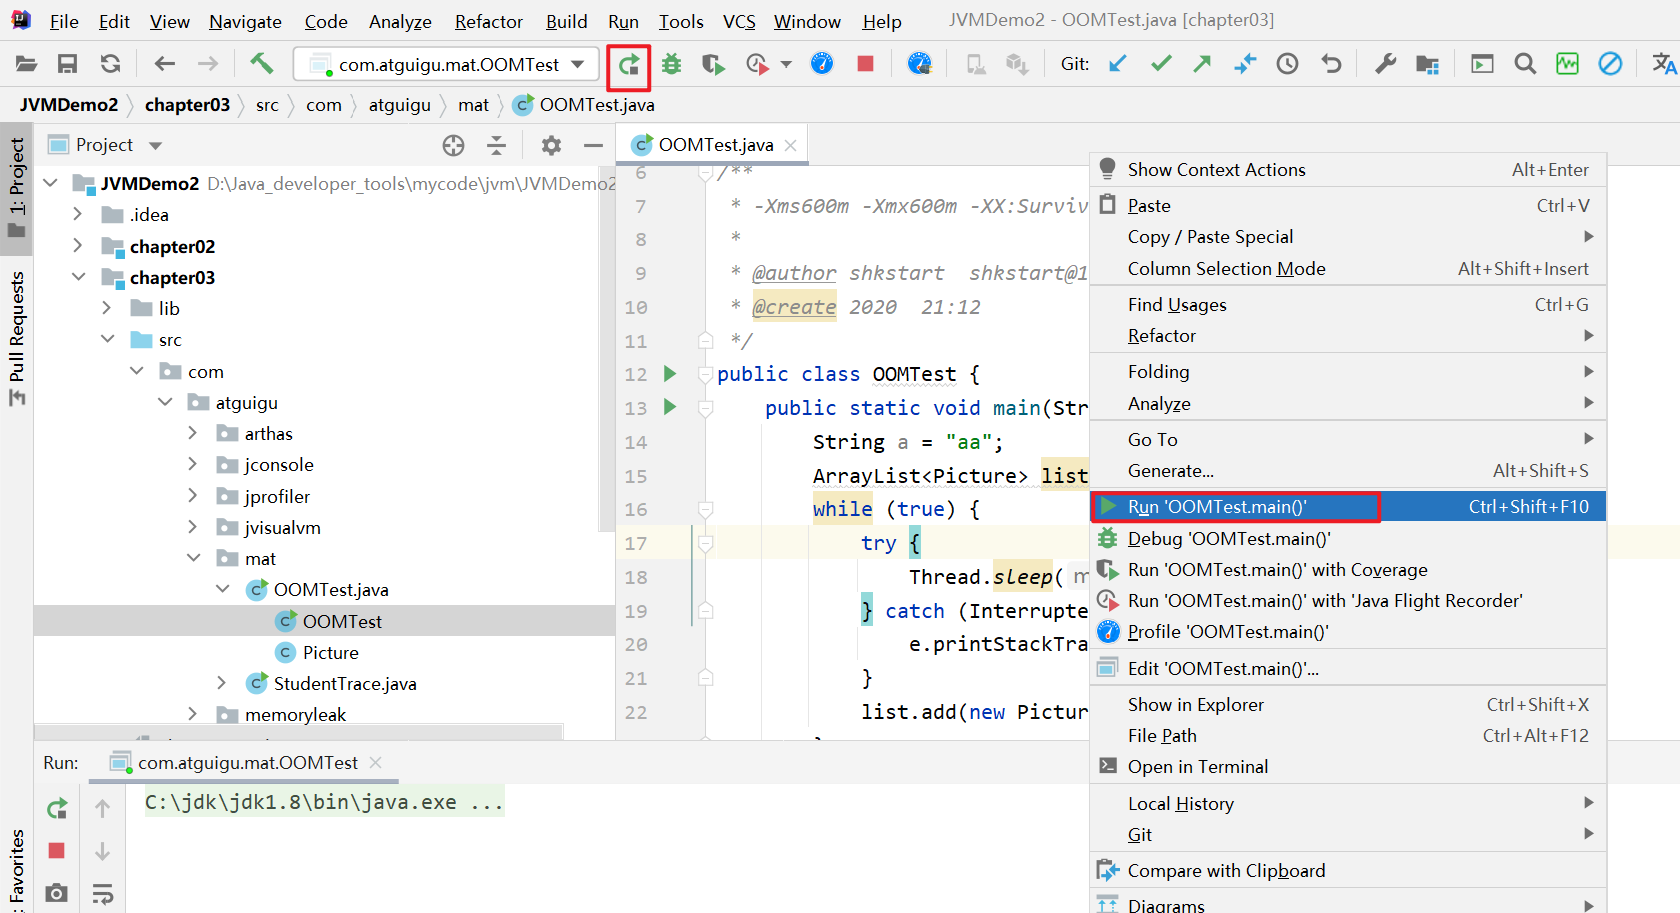 File Edit View Navigate Code Analyze Refactor Build Run Tools VCS Window Help JVMDemo2 - OOMTest.java [chapter03]
com.atguigu.mat.OOMTest Git:
JVMDemo2 chapter03 src com atguigu mat OOMTest.java
1: Project
Pull Requests
Favorites
Project
JVMDemo2 D:\Java_developer_tools\mycode\jvm\JVMDemo2
.idea
chapter02
chapter03
lib
src
com
atguigu
arthas
jconsole
jprofiler
jvisualvm
mat
OOMTest.java
OOMTest
Picture
StudentTrace.java
memoryleak
OOMTest.java
6 /**
7 * -Xms600m -Xmx600m -XX:Surviv
8 *
9 * @author shkstart shkstart@1
10 * @create 2020 21:12
11 */
12 public class OOMTest {
13 public static void main(Str
14 String a = "aa";
15 ArrayList<Picture> list
16 while (true) {
17 try {
18 Thread.sleep( m
19 } catch (Interrupte
20 e.printStackTra
21 }
22 list.add(new Pictur
Show Context Actions Alt+Enter
Paste Ctrl+V
Copy / Paste Special
Column Selection Mode Alt+Shift+Insert
Find Usages Ctrl+G
Refactor
Folding
Analyze
Go To
Generate... Alt+Shift+S
Run 'OOMTest.main()' Ctrl+Shift+F10
Debug 'OOMTest.main()'
Run 'OOMTest.main()' with Coverage
Run 'OOMTest.main()' with 'Java Flight Recorder'
Profile 'OOMTest.main()'
Edit 'OOMTest.main()'...
Show in Explorer Ctrl+Shift+X
File Path Ctrl+Alt+F12
Open in Terminal
Local History
Git
Compare with Clipboard
Diagrams
Run: com.atguigu.mat.OOMTest
C:\jdk\jdk1.8\bin\java.exe ...